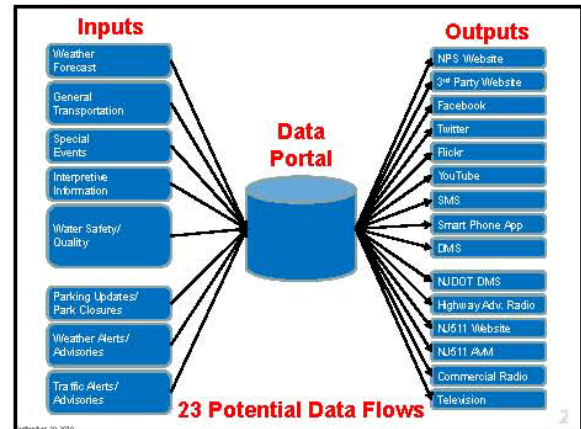 Inputs
Weather
Forecast
General
Transportation
Special
Events
Interpretive
Information
Water Safety/
Quality
Parking Updates/
Park Closures
Weather Alerts/
Advisories
Traffic Alerts/
Advisories
Data
Portal
Outputs
NPS Website
3rd Party Website
Facebook
Twitter
Flickr
YouTube
SMS
Smart Phone App
DMS
NJDOT DMS
Highway Adv. Radio
NJ511 Website
NJ511 AVM
Commercial Radio
Television
23 Potential Data Flows
2